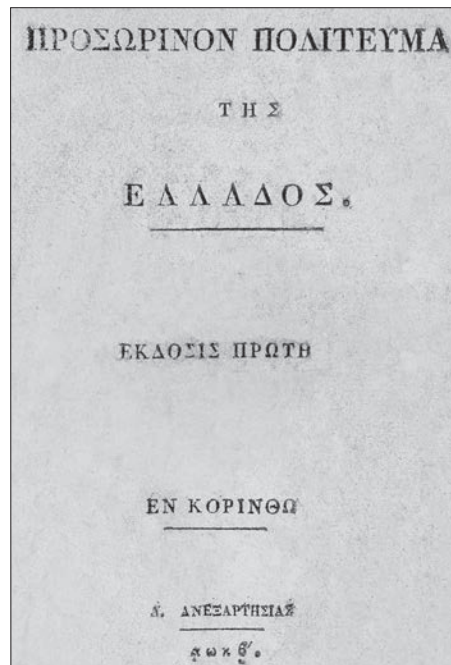 ΠΡΟΣΩΡΙΝΟΝ ΠΟΛΙΤΕΥΜΑ
ΤΗΣ
ΕΛΛΑΔΟΣ.
ΕΚΔΟΣΙΣ ΠΡΩΤΗ
ΕΝ ΚΟΡΙΝΘΩ
Α. ΑΝΕΞΑΡΤΗΣΙΑΣ
αωκβ'.